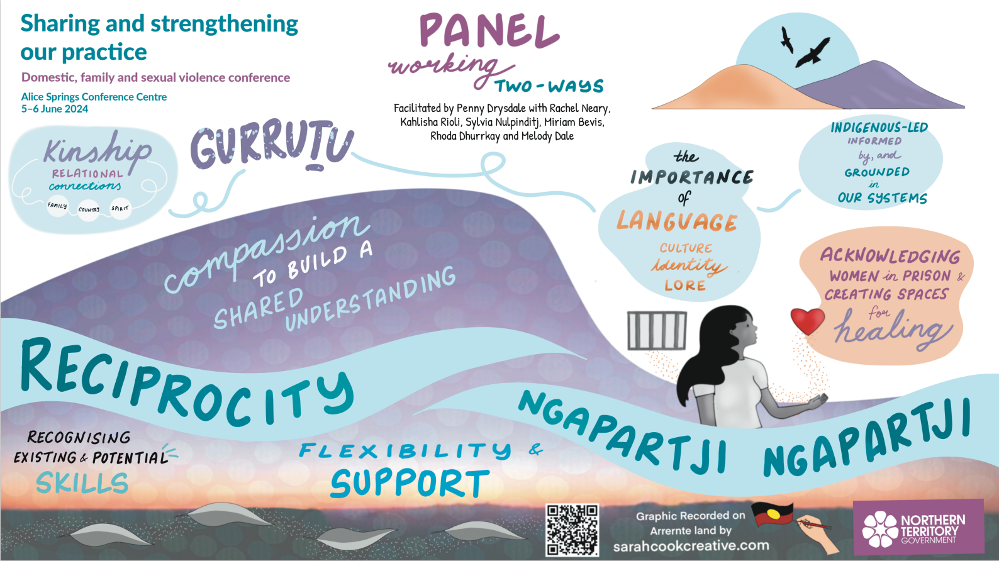 Sharing and strengthening
our practice
Domestic, family and sexual violence conference
Alice Springs Conference Centre
5–6 June 2024
PANEL
working
TWO-WAYS
Facilitated by Penny Drysdale with Rachel Neary,
Kahlisha Rioli, Sylvia Nulpinditj, Miriam Bevis,
Rhoda Dhurrkay and Melody Dale
Kinship
RELATIONAL
connections
FAMILY COUNTRY SPIRIT
GURRUṮU
the
IMPORTANCE
of
LANGUAGE
CULTURE
Identity
LORE
INDIGENOUS-LED
INFORMED
by, and
GROUNDED
in
OUR SYSTEMS
compassion
TO BUILD A
SHARED
UNDERSTANDING
ACKNOWLEDGING
WOMEN in PRISON &
CREATING SPACES
for
healing
RECIPROCITY
NGAPARTJI NGAPARTJI
RECOGNISING
EXISTING & POTENTIAL
SKILLS
FLEXIBILITY &
SUPPORT
Graphic Recorded on
Arrernte land by
sarahcookcreative.com
NORTHERN
TERRITORY
GOVERNMENT